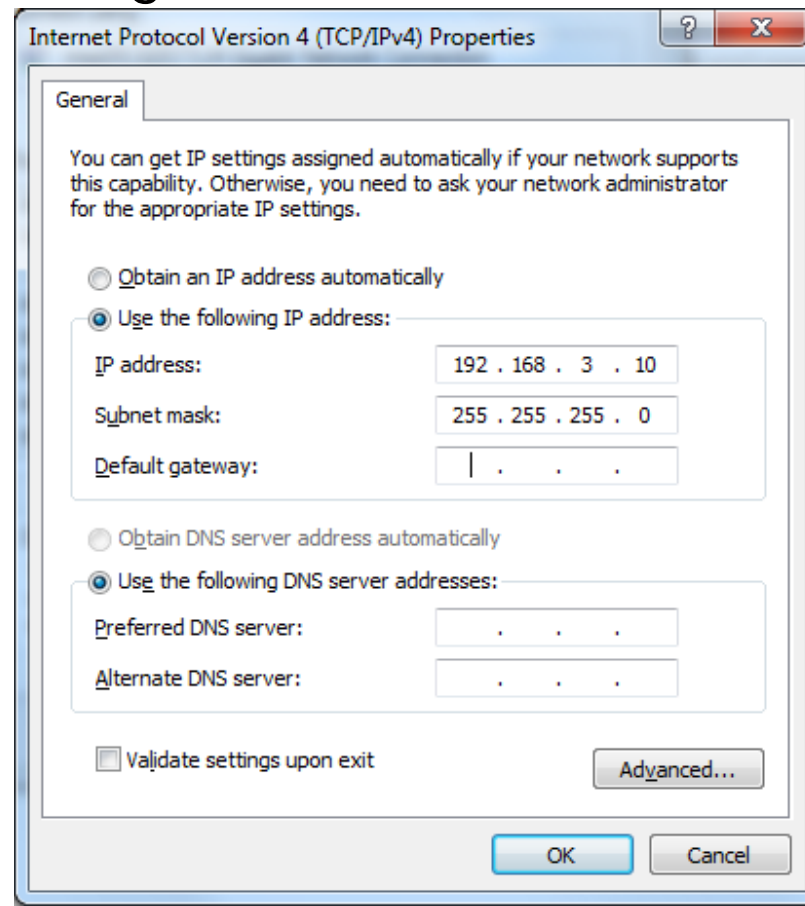 Internet Protocol Version 4 (TCP/IPv4) Properties
?
X
General
You can get IP settings assigned automatically if your network supports
this capability. Otherwise, you need to ask your network administrator
for the appropriate IP settings.
Obtain an IP address automatically
Use the following IP address:
IP address: 192 . 168 . 3 . 10
Subnet mask: 255 . 255 . 255 . 0
Default gateway: . . .
Obtain DNS server address automatically
Use the following DNS server addresses:
Preferred DNS server: . . .
Alternate DNS server: . . .
Validate settings upon exit
Advanced...
OK Cancel